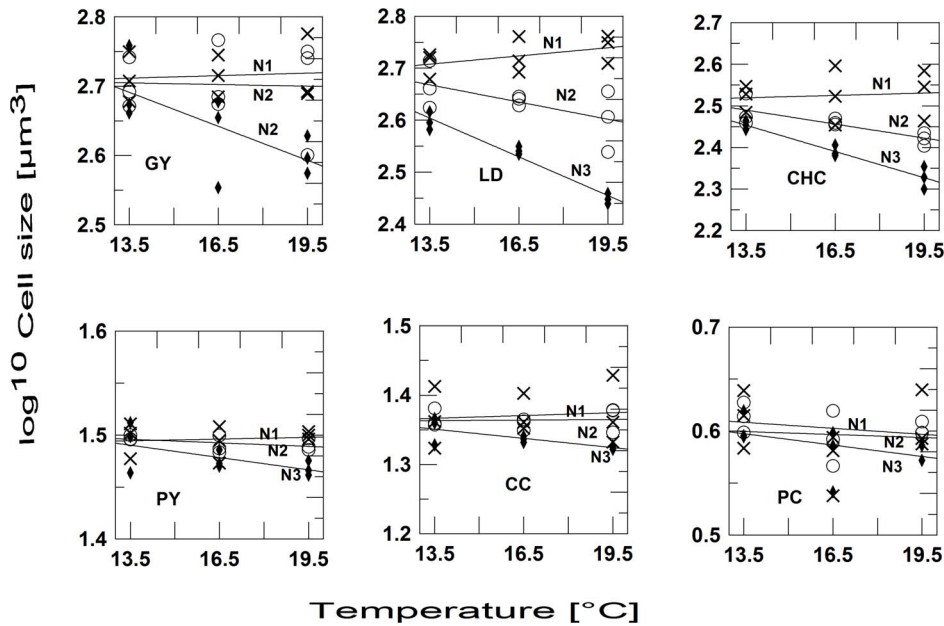 2.8
2.7
2.6
2.5
N1
N2
N2
GY
13.5 16.5 19.5
2.8
2.7
2.6
2.5
2.4
N1
N2
N3
LD
13.5 16.5 19.5
2.7
2.6
2.5
2.4
2.3
2.2
N1
N2
N3
CHC
13.5 16.5 19.5
log10 Cell size [µm3]
1.6
1.5
1.4
N1
N2
N3
PY
13.5 16.5 19.5
1.5
1.4
1.3
1.2
N1
N2
N3
CC
13.5 16.5 19.5
0.7
0.6
0.5
N1
N2
N3
PC
13.5 16.5 19.5
Temperature [°C]